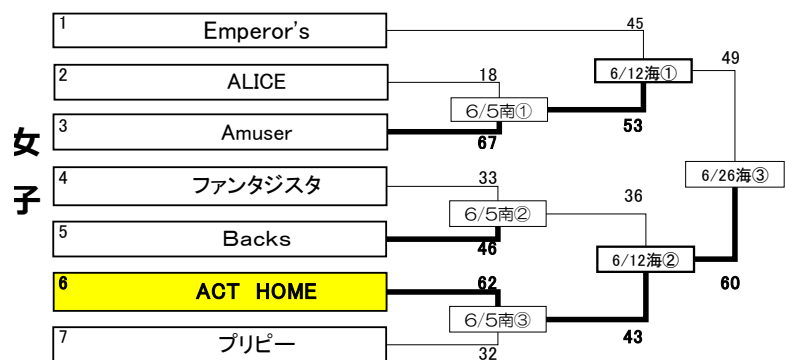 女子
1 Emperor's
2 ALICE
3 Amuser
4 ファンタジスタ
5 Backs
6 ACT HOME
7 プリピー
18
6/5南①
67
33
6/5南②
46
62
6/5南③
32
45
6/12海①
53
36
6/12海②
43
49
6/26海③
60